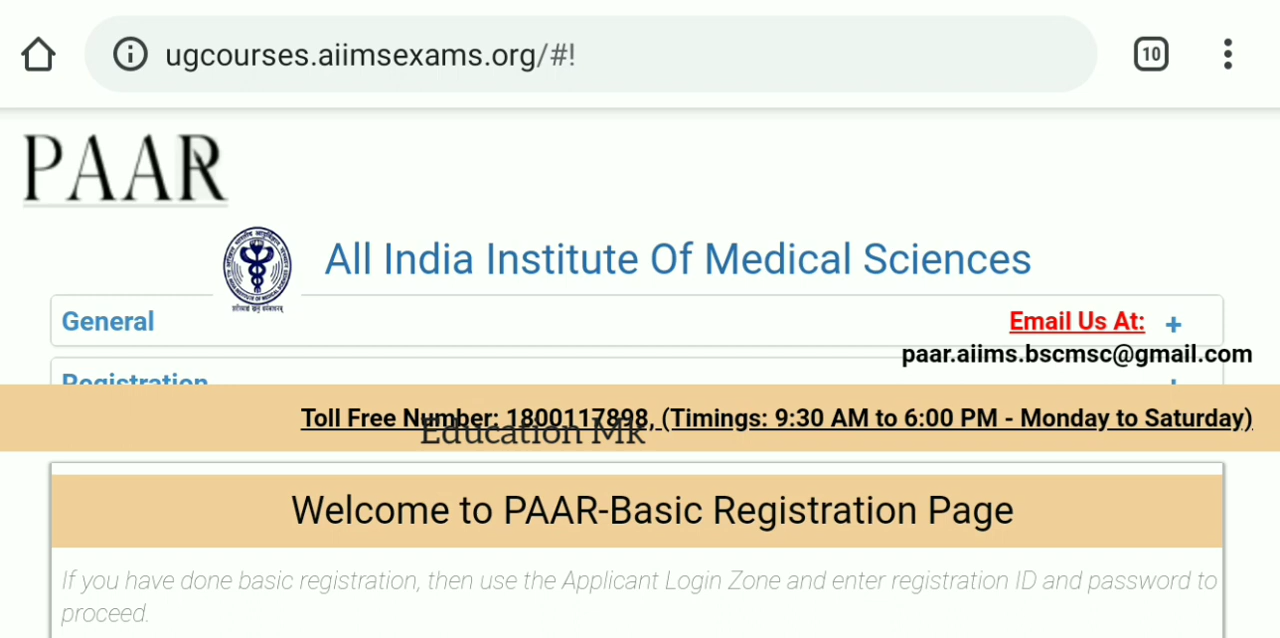 ugcourses.aiimsexams.org/#!
10
PAAR
All India Institute Of Medical Sciences
General
Email Us At: +
paar.aiims.bscmsc@gmail.com
Registration
Toll Free Number: 1800117898, (Timings: 9:30 AM to 6:00 PM - Monday to Saturday)
Education Mk
Welcome to PAAR-Basic Registration Page
If you have done basic registration, then use the Applicant Login Zone and enter registration ID and password to
proceed.